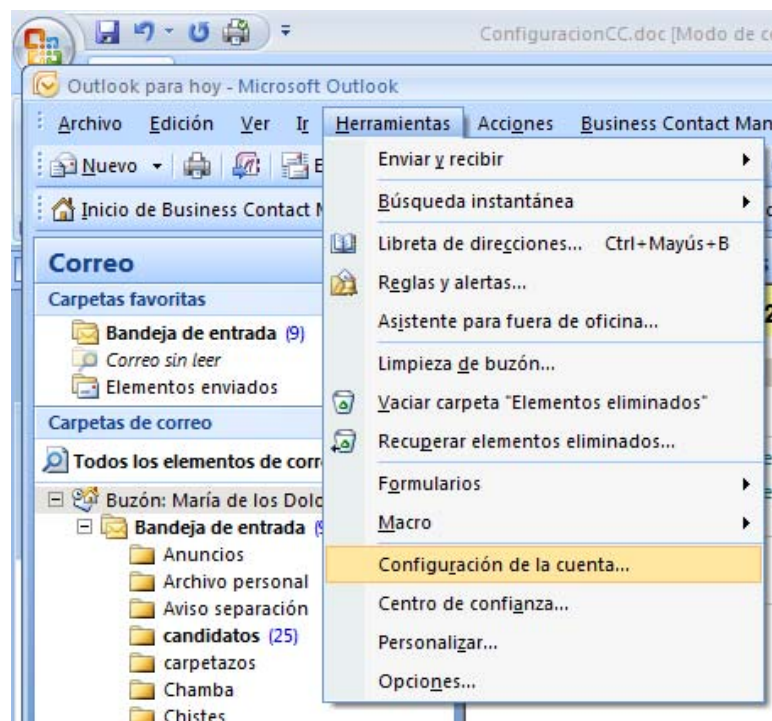 ConfiguracionCC.doc [Modo de
Outlook para hoy - Microsoft Outlook
Archivo Edición Ver Ir Herramientas Acciones Business Contact Man
Nuevo
Inicio de Business Contact
Enviar y recibir
Búsqueda instantánea
Libreta de direcciones... Ctrl+Mayús+B
Reglas y alertas...
Asistente para fuera de oficina...
Limpieza de buzón...
Vaciar carpeta "Elementos eliminados"
Recuperar elementos eliminados...
Formularios
Macro
Configuración de la cuenta...
Centro de confianza...
Personalizar...
Opciones...
Correo
Carpetas favoritas
Bandeja de entrada (9)
Correo sin leer
Elementos enviados
Carpetas de correo
Todos los elementos de corr
Buzón: María de los Dolo
Bandeja de entrada
Anuncios
Archivo personal
Aviso separación
candidatos (25)
carpetazos
Chamba
Chistes